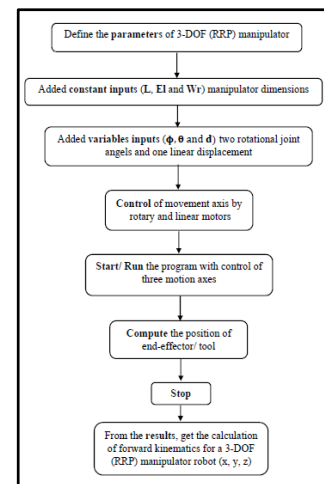 Define the parameters of 3-DOF (RRP) manipulator
Added constant inputs (L, El and Wr) manipulator dimensions
Added variables inputs (ϕ, θ and d) two rotational joint
angels and one linear displacement
Control of movement axis by
rotary and linear motors
Start/ Run the program with control of
three motion axes
Compute the position of
end-effector/ tool
Stop
From the results, get the calculation
of forward kinematics for a 3-DOF
(RRP) manipulator robot (x, y, z)